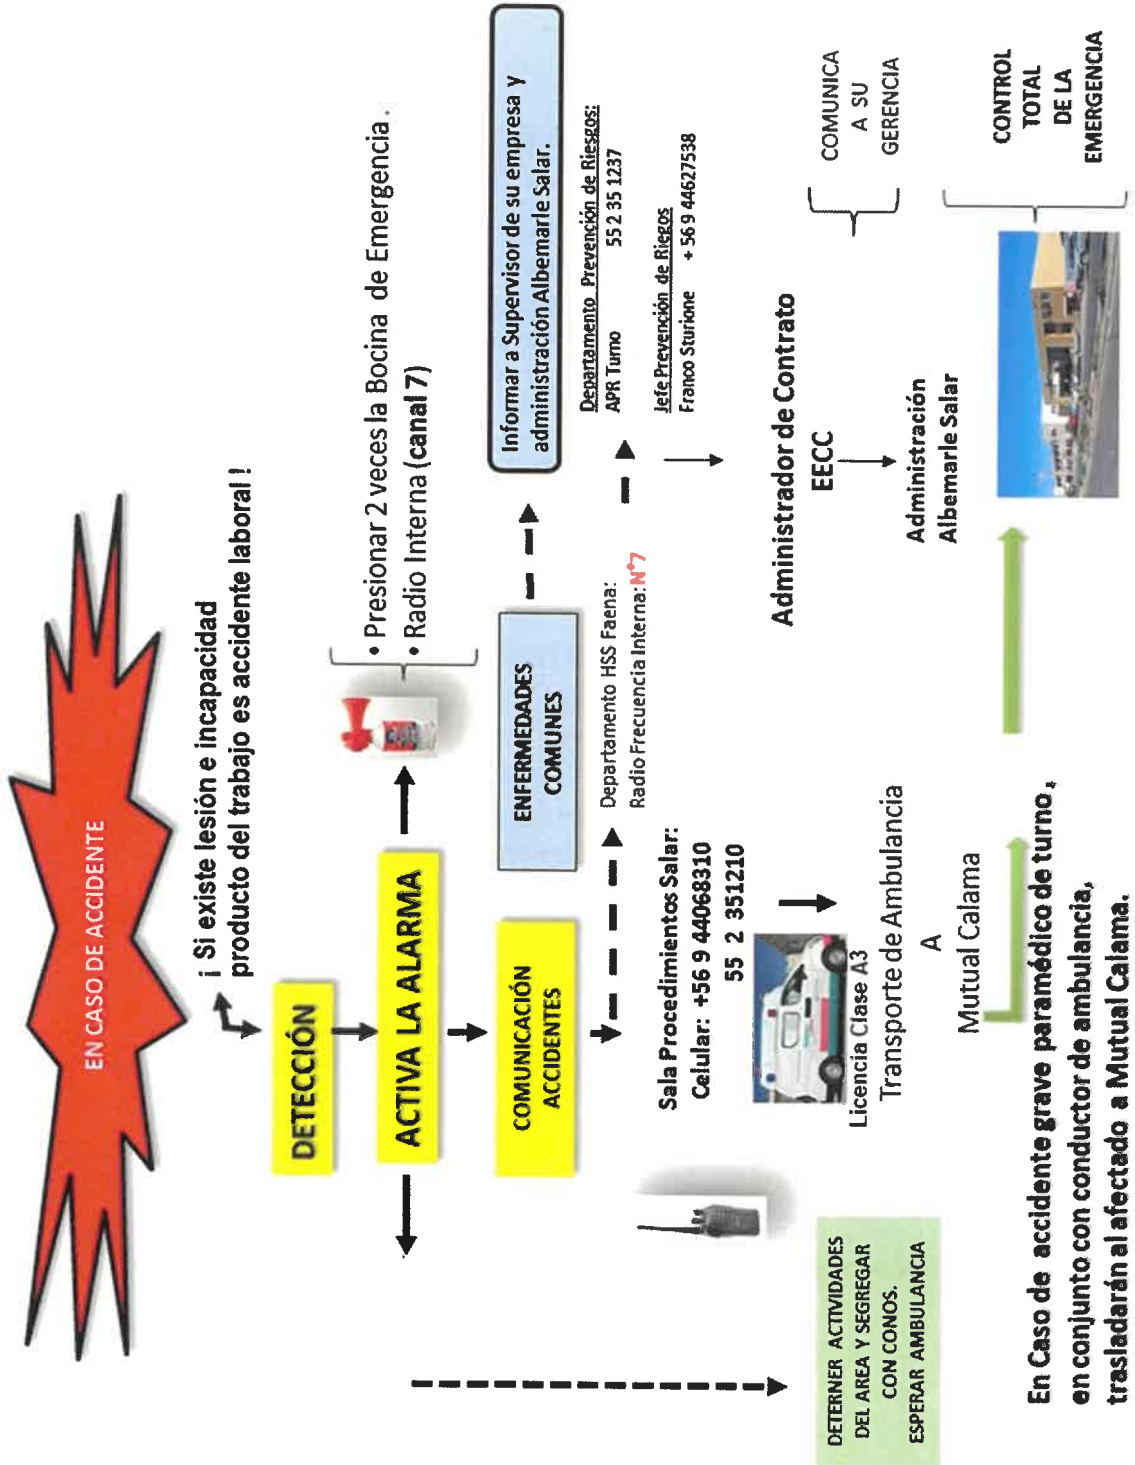 EN CASO DE ACCIDENTE
¡ Si existe lesión e incapacidad
producto del trabajo es accidente laboral !
DETECCIÓN
ACTIVA LA ALARMA
• Presionar 2 veces la Bocina de Emergencia .
• Radio Interna (canal 7)
COMUNICACIÓN
ACCIDENTES
ENFERMEDADES
COMUNES
Informar a Supervisor de su empresa y
administración Albemarle Salar.
Departamento HSS Faena:
Radio Frecuencia Interna: N°7
Departamento Prevención de Riesgos:
APR Turno 55 2 35 1237
Jefe Prevención de Riegos
Franco Sturione + 56 9 44627538
Sala Procedimientos Salar:
Celular: +56 9 44068310
55 2 351210
Licencia Clase A3
Transporte de Ambulancia
A
Mutual Calama
Administrador de Contrato
EECC
Administración
Albemarle Salar
COMUNICA
A SU
GERENCIA
CONTROL
TOTAL
DE LA
EMERGENCIA
DETERNER ACTIVIDADES
DEL AREA Y SEGREGAR
CON CONOS.
ESPERAR AMBULANCIA
En Caso de accidente grave paramédico de turno,
en conjunto con conductor de ambulancia,
trasladarán al afectado a Mutual Calama.